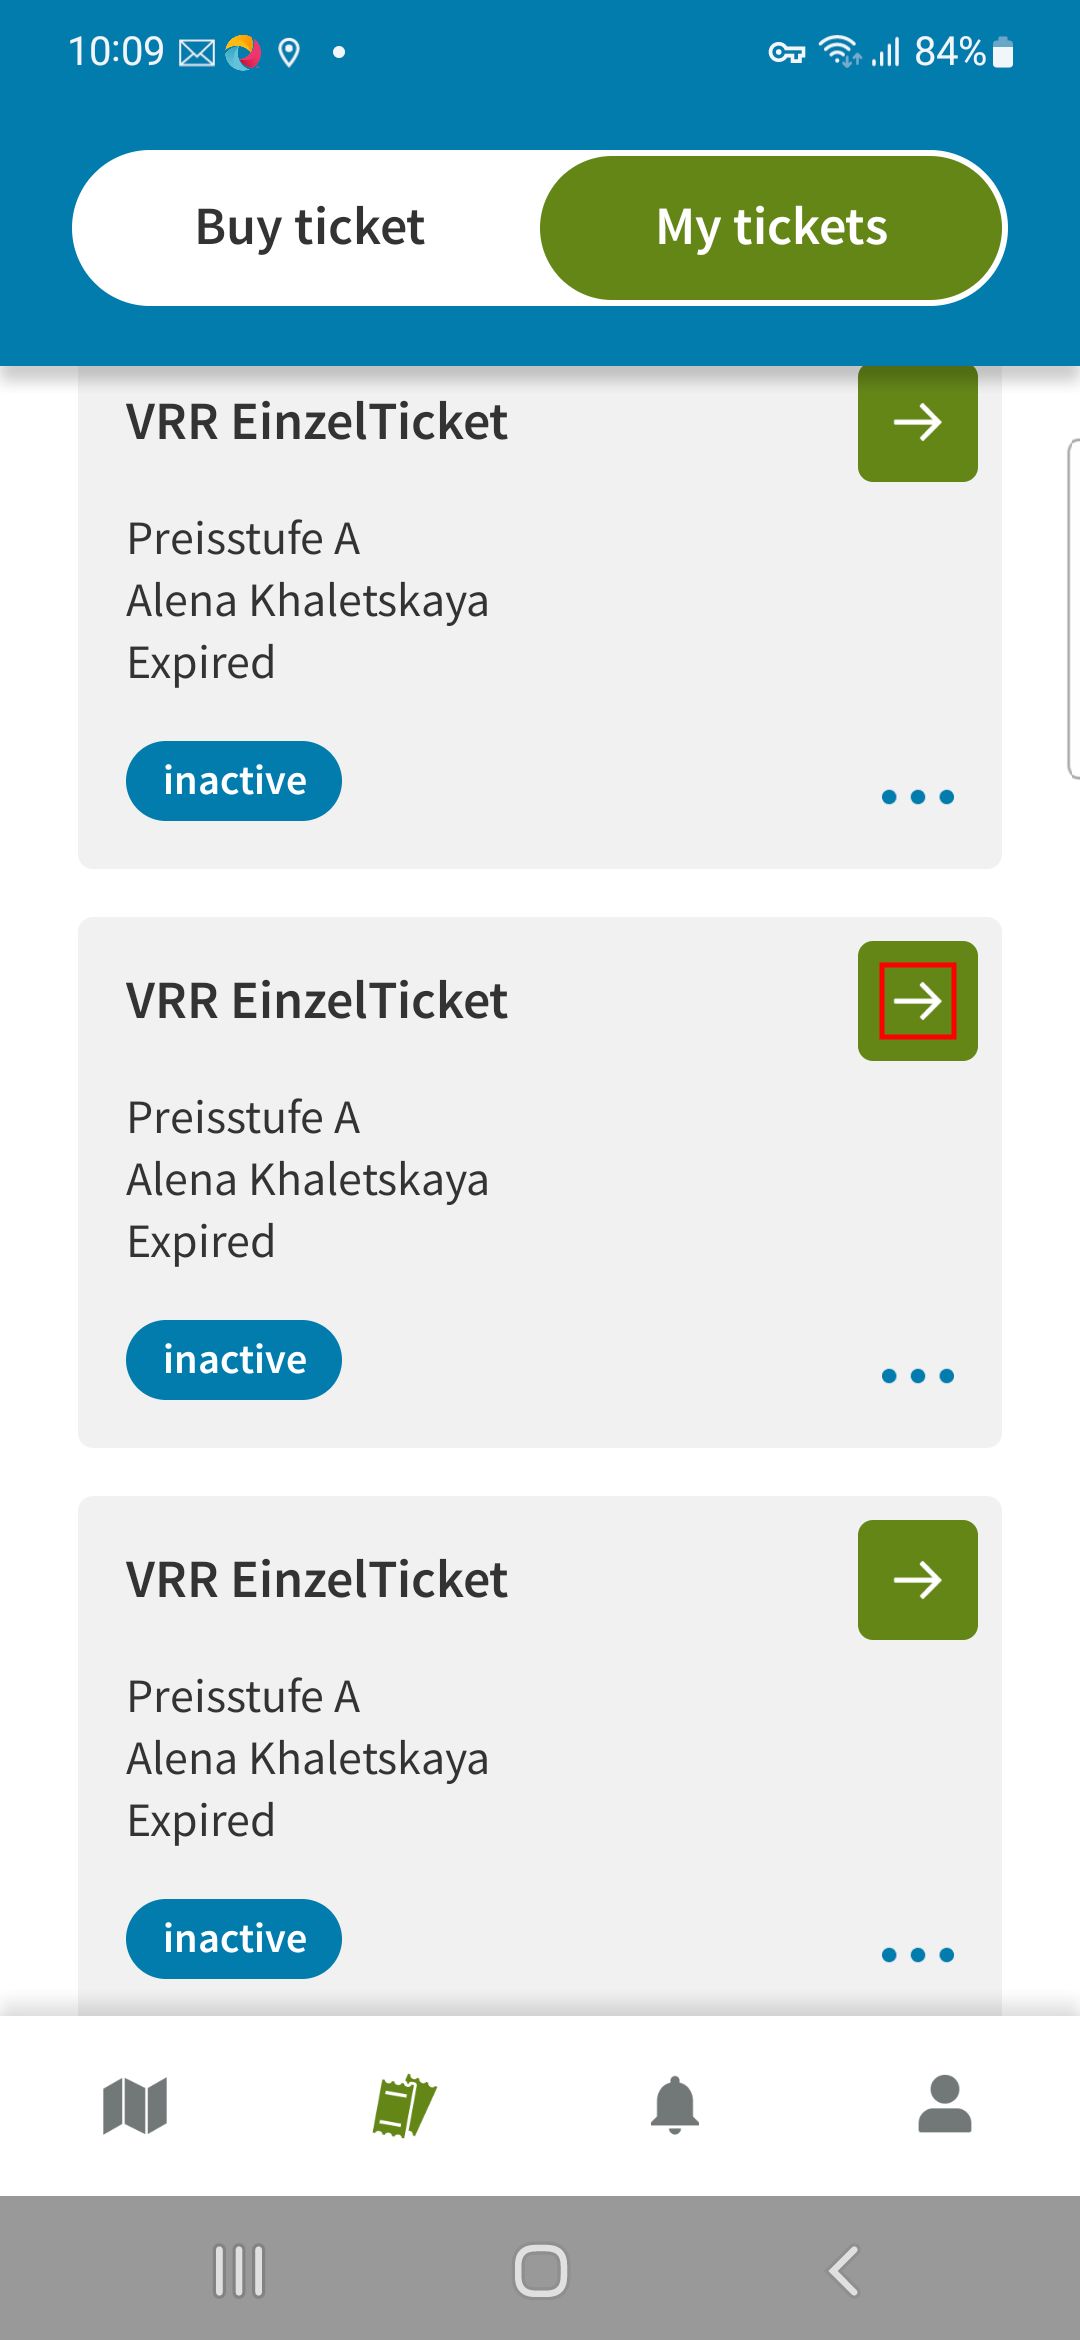 10:09
84%
Buy ticket
My tickets
VRR EinzelTicket
Preisstufe A
Alena Khaletskaya
Expired
inactive
VRR EinzelTicket
Preisstufe A
Alena Khaletskaya
Expired
inactive
VRR EinzelTicket
Preisstufe A
Alena Khaletskaya
Expired
inactive